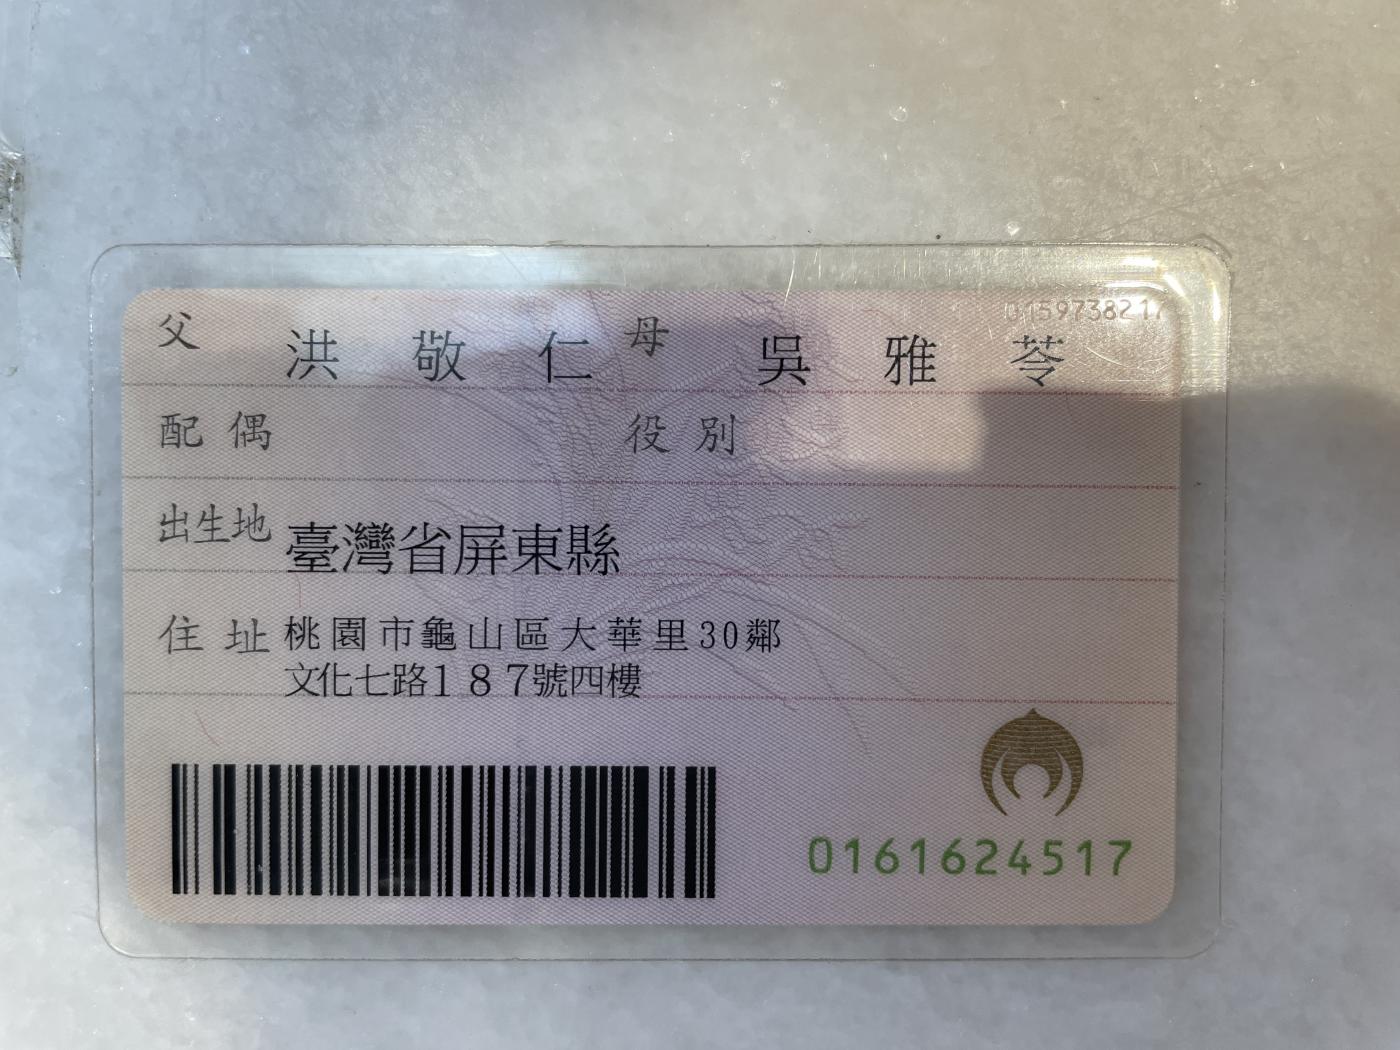 0159738217
父 洪敬仁 母 吳雅苓
配偶 役別
出生地 臺灣省屏東縣
住址 桃園市龜山區大華里30鄰
文化七路187號四樓
0161624517